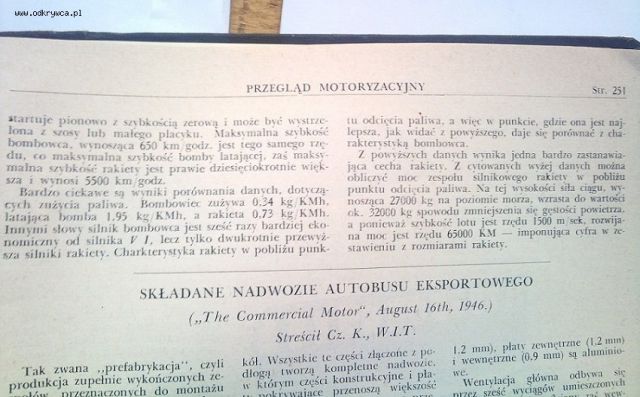 www.odkrywca.pl
PRZEGLĄD MOTORYZACYJNY
Str. 251
startuje pionowo z szybkością zerową i może być wystrze-
lona z szosy lub małego placyku. Maksymalna szybkość
bombowca, wynosząca 650 km/godz. jest tego samego rzę-
du, co maksymalna szybkość bomby latającej, zaś maksy-
malna szybkość rakiety jest prawie dziesięciokrotnie więk-
sza i wynosi 5500 km/godz.
Bardzo ciekawe są wyniki porównania danych, dotyczą-
cych zużycia paliwa. Bombowiec zużywa 0.34 kg/KMh,
latająca bomba 1,95 kg/KMh, a rakieta 0.73 kg/KMh.
Innymi słowy silnik bombowca jest sześć razy bardziej eko-
nomiczny od silnika V I, lecz tylko dwukrotnie przewyż-
sza silniki rakiety. Charkterystyka rakiety w pobliżu punk-
tu odcięcia paliwa, a więc w punkcie, gdzie ona jest naj-
lepsza, jak widać z powyższego, daje się porównać z cha-
rakterystyką bombowca.
Z powyższych danych wynika jedna bardzo zastanawia-
jąca cecha rakiety. Z cytowanych wyżej danych można
obliczyć moc zespołu silnikowego rakiety w pobliżu
punktu odcięcia paliwa. Na tej wysokości siła ciągu, wy-
nosząca 27000 kg na poziomie morza, wzrasta do wartości
ok. 32000 kg spowodu zmniejszenia się gęstości powietrza,
a ponieważ szybkość lotu jest rzędu 1500 m/sek, rozwija-
na moc jest rzędu 65000 KM — imponująca cyfra w ze-
stawieniu z rozmiarami rakiety.
SKŁADANE NADWOZIE AUTOBUSU EKSPORTOWEGO
(„The Commercial Motor", August 16th, 1946.)
Streścił Cz. K., W.I.T.
Tak zwana „prefabrykacja", czyli
produkcja zupełnie wykończonych ze-
społów, przeznaczonych do montażu
kół. Wszystkie te części złączone z po-
dłogą tworzą kompletne nadwozie,
w którym części konstrukcyjne i pła-
ty pokrywające przenoszą większość
1.2 mm), płaty zewnętrzne (1.2 mm)
i wewnętrzne (0.9 mm) są aluminio-
we.
Wentylacja główna odbywa się
przez sześć wyciągów umieszczonych